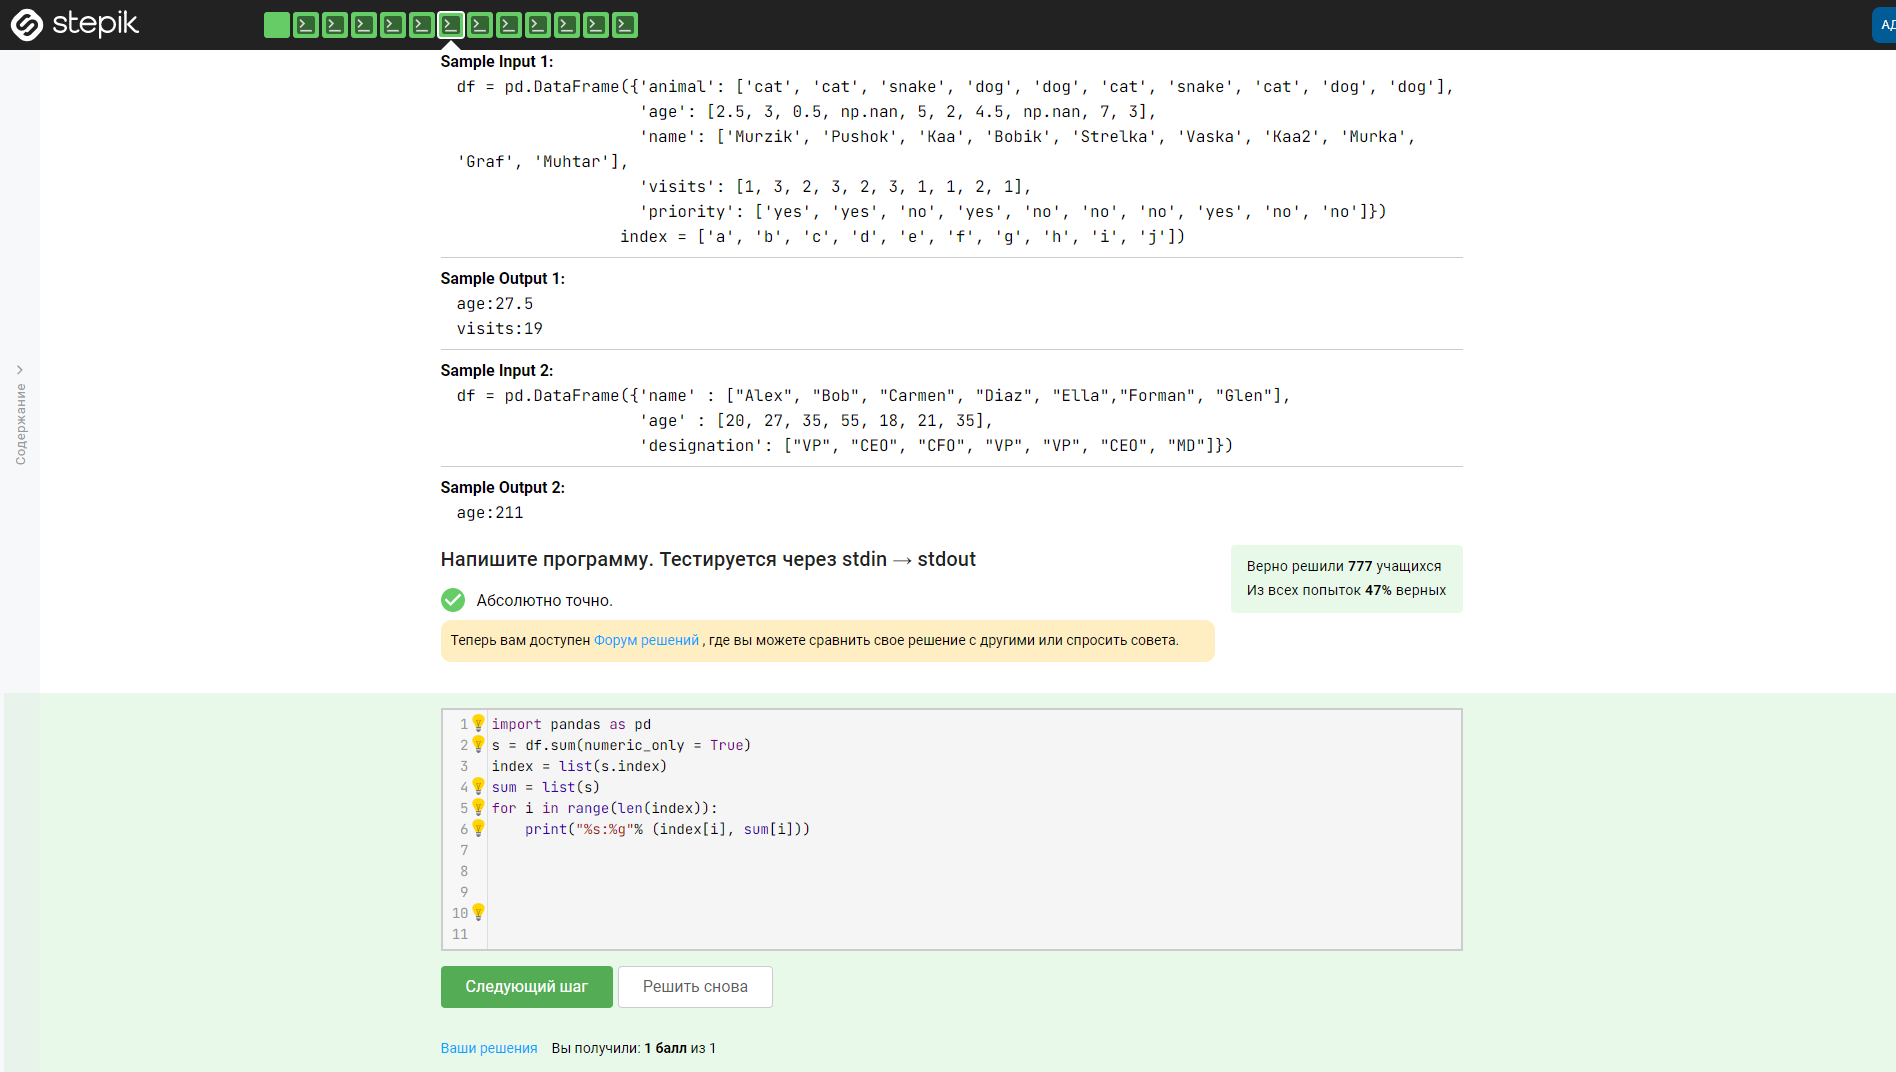 stepik
АД
Содержание
Sample Input 1:
df = pd.DataFrame({'animal': ['cat', 'cat', 'snake', 'dog', 'dog', 'cat', 'snake', 'cat', 'dog', 'dog'],
'age': [2.5, 3, 0.5, np.nan, 5, 2, 4.5, np.nan, 7, 3],
'name': ['Murzik', 'Pushok', 'Kaa', 'Bobik', 'Strelka', 'Vaska', 'Kaa2', 'Murka',
'Graf', 'Muhtar'],
'visits': [1, 3, 2, 3, 2, 3, 1, 1, 2, 1],
'priority': ['yes', 'yes', 'no', 'yes', 'no', 'no', 'no', 'yes', 'no', 'no']})
index = ['a', 'b', 'c', 'd', 'e', 'f', 'g', 'h', 'i', 'j'])
Sample Output 1:
age:27.5
visits:19
Sample Input 2:
df = pd.DataFrame({'name' : ["Alex", "Bob", "Carmen", "Diaz", "Ella","Forman", "Glen"],
'age' : [20, 27, 35, 55, 18, 21, 35],
'designation': ["VP", "CEO", "CFO", "VP", "VP", "CEO", "MD"]})
Sample Output 2:
age:211
Напишите программу. Тестируется через stdin → stdout
Верно решили 777 учащихся
Из всех попыток 47% верных
Абсолютно точно.
Теперь вам доступен Форум решений , где вы можете сравнить свое решение с другими или спросить совета.
1 import pandas as pd
2 s = df.sum(numeric_only = True)
3 index = list(s.index)
4 sum = list(s)
5 for i in range(len(index)):
6 print("%s:%g"% (index[i], sum[i]))
7
8
9
10
11
Следующий шаг
Решить снова
Ваши решения Вы получили: 1 балл из 1